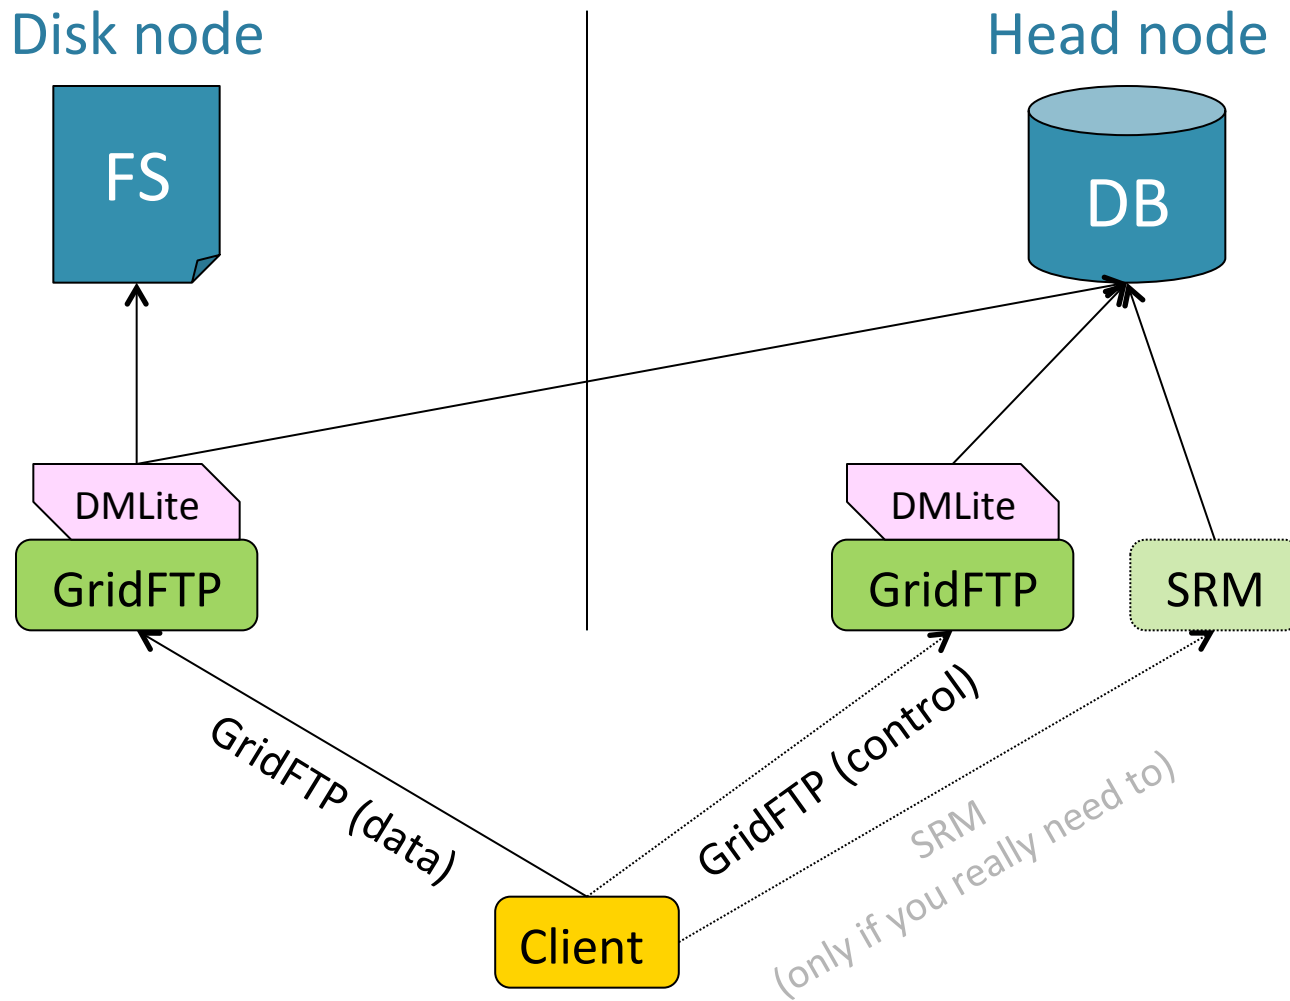 Disk node
Head node
FS
DB
DMLite
DMLite
GridFTP
GridFTP
SRM
GridFTP (data)
GridFTP (control)
SRM
(only if you really need to)
Client